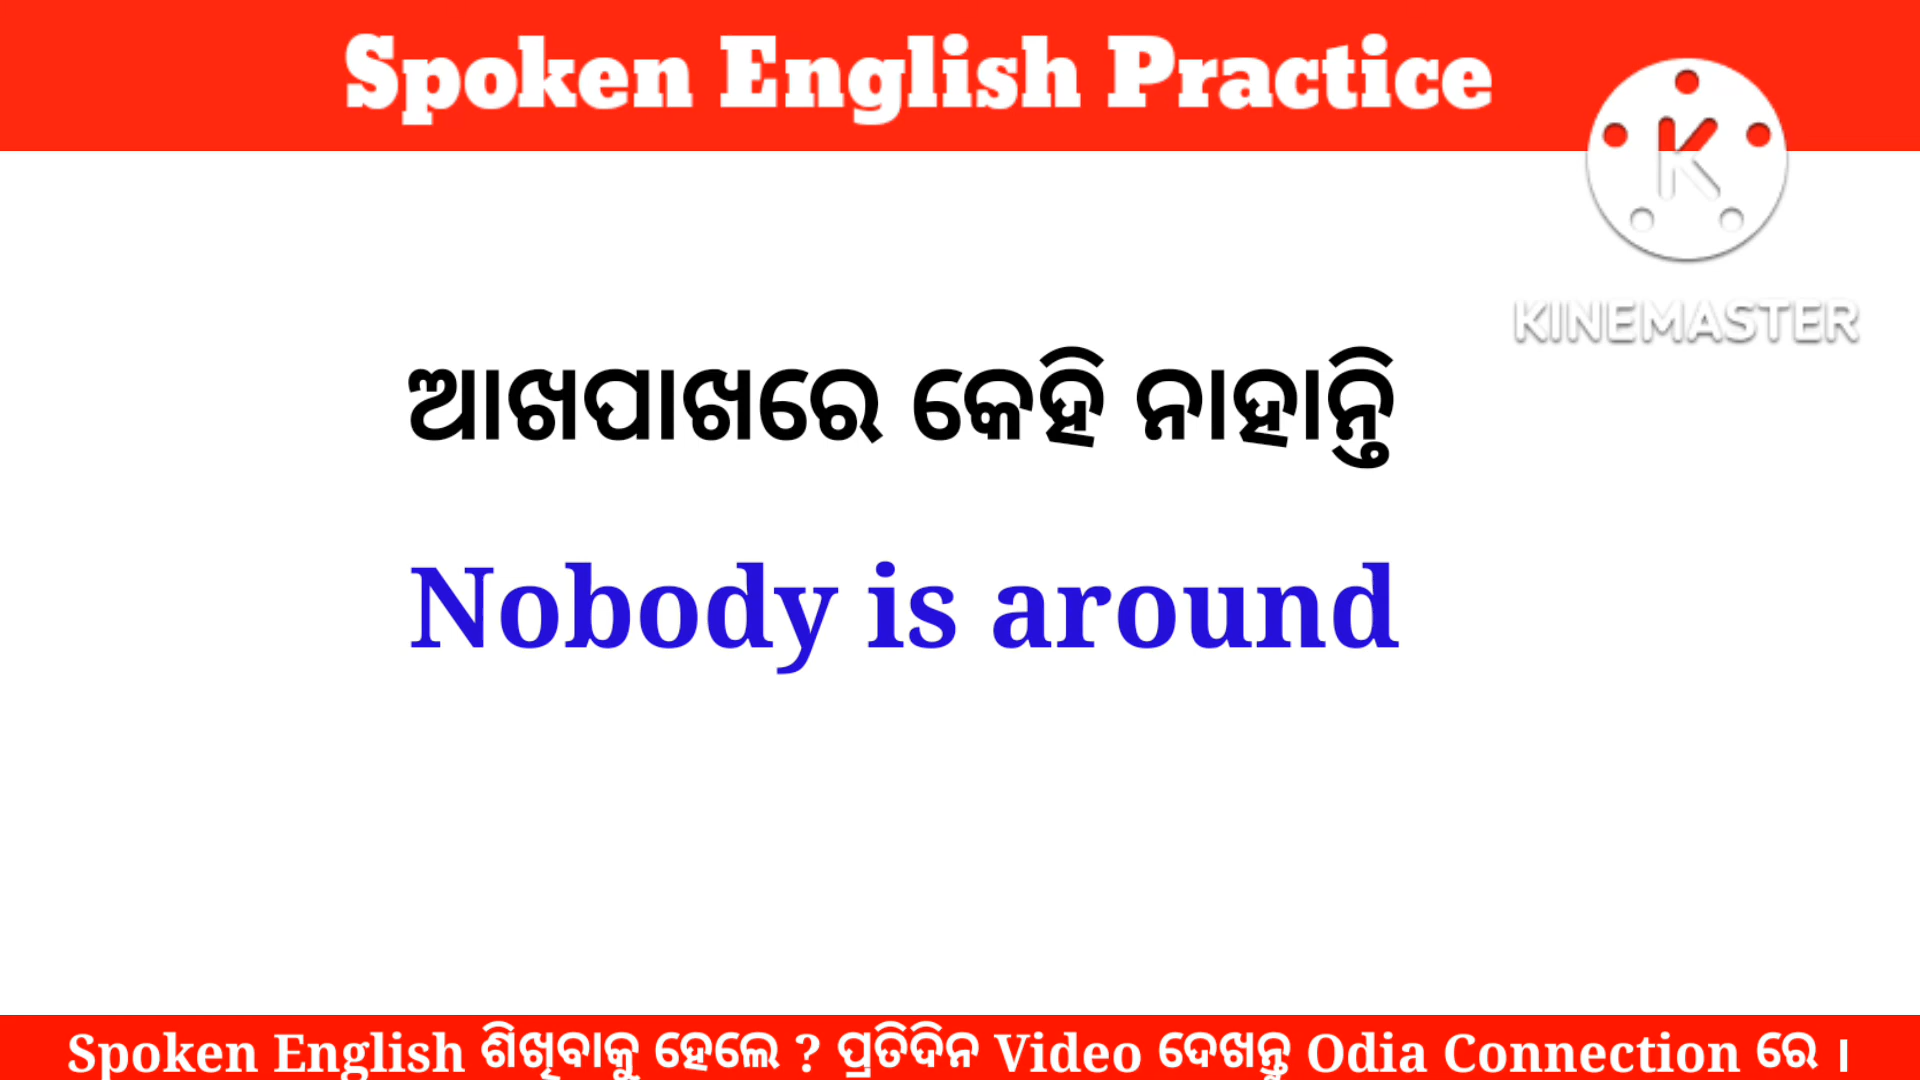 Spoken English Practice
KINEMASTER
ଆଖପାଖରେ କେହି ନାହାନ୍ତି
Nobody is around
Spoken English ଶିଖିବାକୁ ହେଲେ ? ପ୍ରତିଦିନ Video ଦେଖନ୍ତୁ Odia Connection ରେ ।